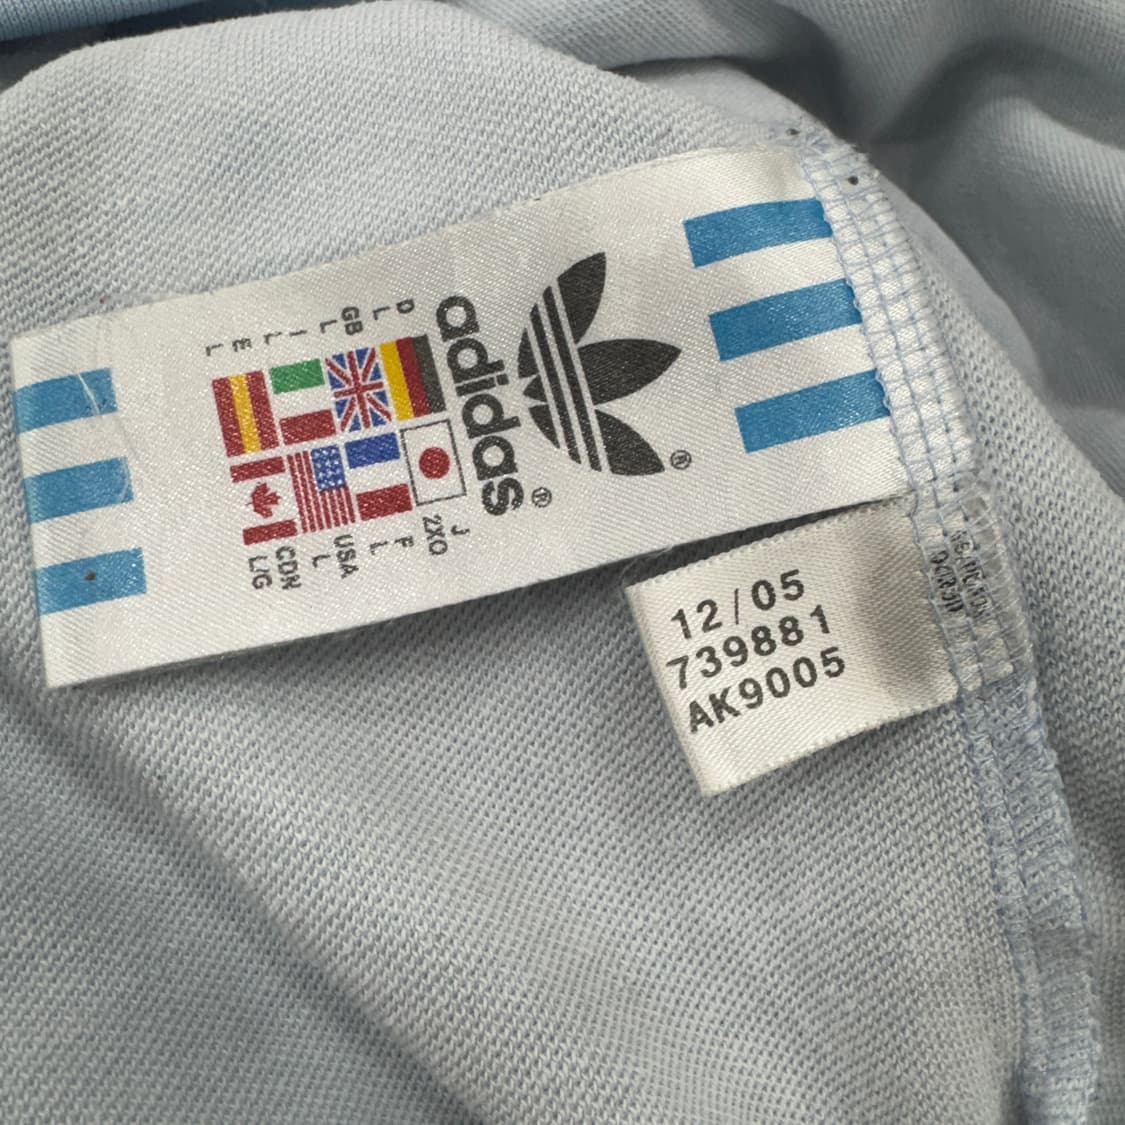 adidas®
®
D
L
GB
L
I
L
E
L
J
2XO
F
L
USA
L
CDN
L/G
12/05
739881
AK9005